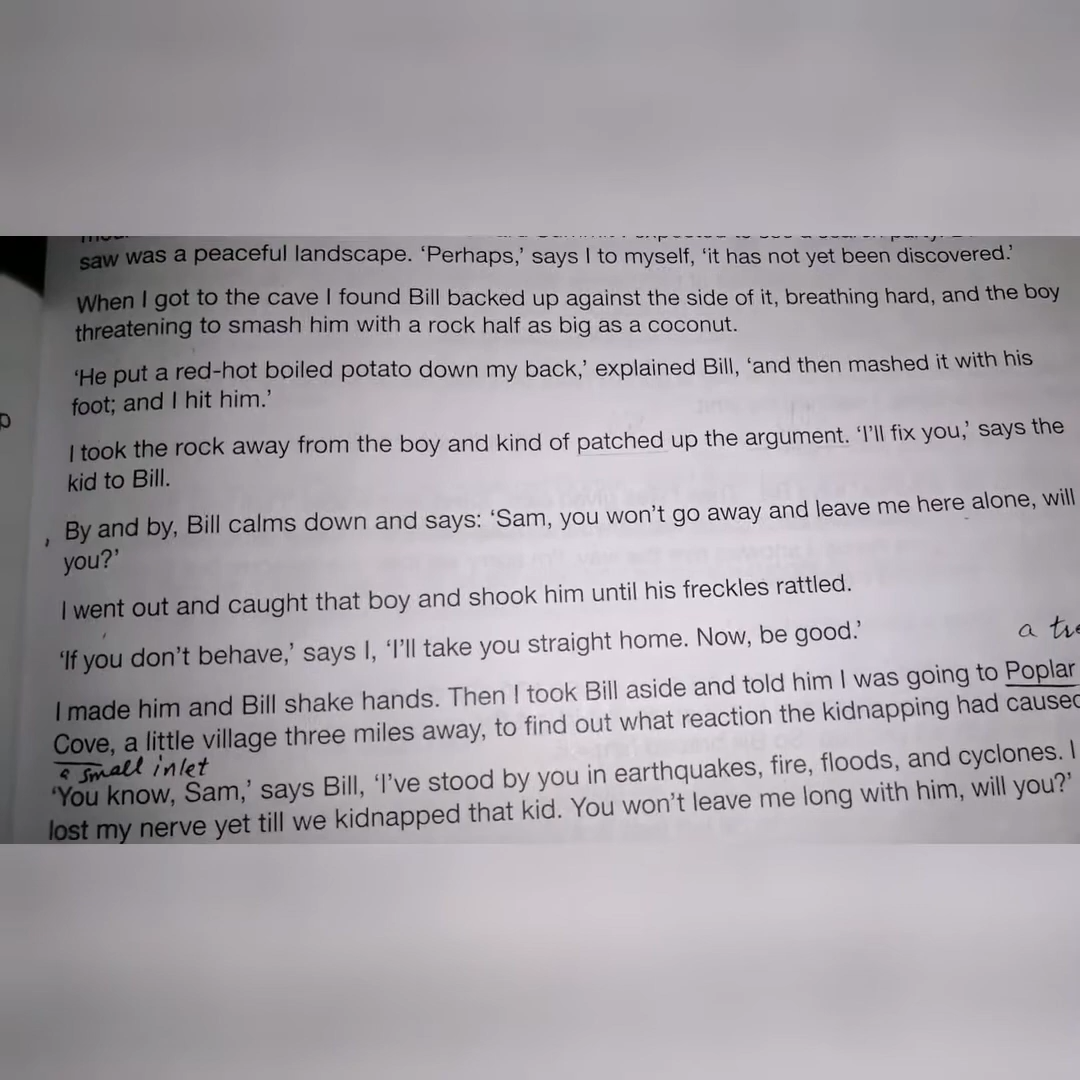 saw was a peaceful landscape. ‘Perhaps,’ says I to myself, ‘it has not yet been discovered.’
When I got to the cave I found Bill backed up against the side of it, breathing hard, and the boy
threatening to smash him with a rock half as big as a coconut.
‘He put a red-hot boiled potato down my back,’ explained Bill, ‘and then mashed it with his
foot; and I hit him.’
I took the rock away from the boy and kind of patched up the argument. ‘I’ll fix you,’ says the
kid to Bill.
By and by, Bill calms down and says: ‘Sam, you won’t go away and leave me here alone, will
you?’
I went out and caught that boy and shook him until his freckles rattled.
‘If you don’t behave,’ says I, ‘I’ll take you straight home. Now, be good.’
a
I made him and Bill shake hands. Then I took Bill aside and told him I was going to Poplar
Cove, a little village three miles away, to find out what reaction the kidnapping had caused
a small inlet
‘You know, Sam,’ says Bill, ‘I’ve stood by you in earthquakes, fire, floods, and cyclones. I
lost my nerve yet till we kidnapped that kid. You won’t leave me long with him, will you?’